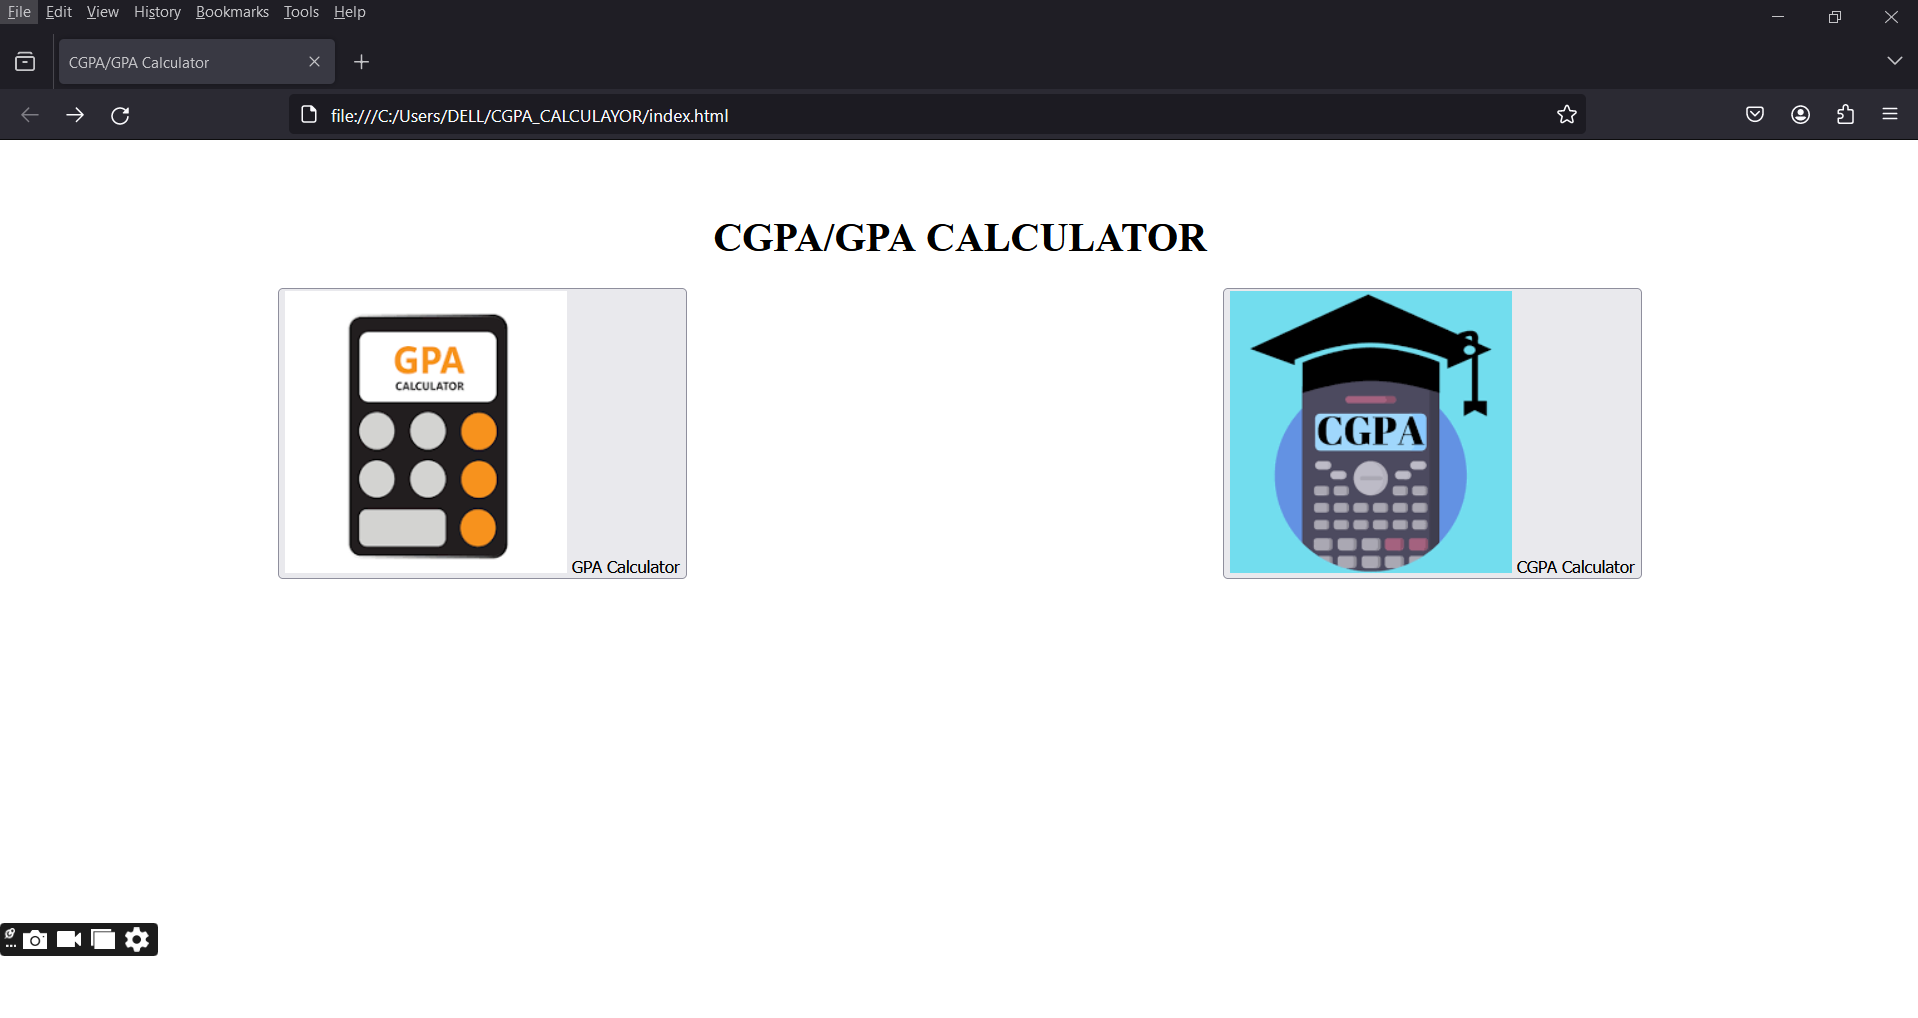 File Edit View History Bookmarks Tools Help
CGPA/GPA Calculator
file:///C:/Users/DELL/CGPA_CALCULAYOR/index.html
CGPA/GPA CALCULATOR
GPA
CALCULATOR
GPA Calculator
CGPA
CGPA Calculator